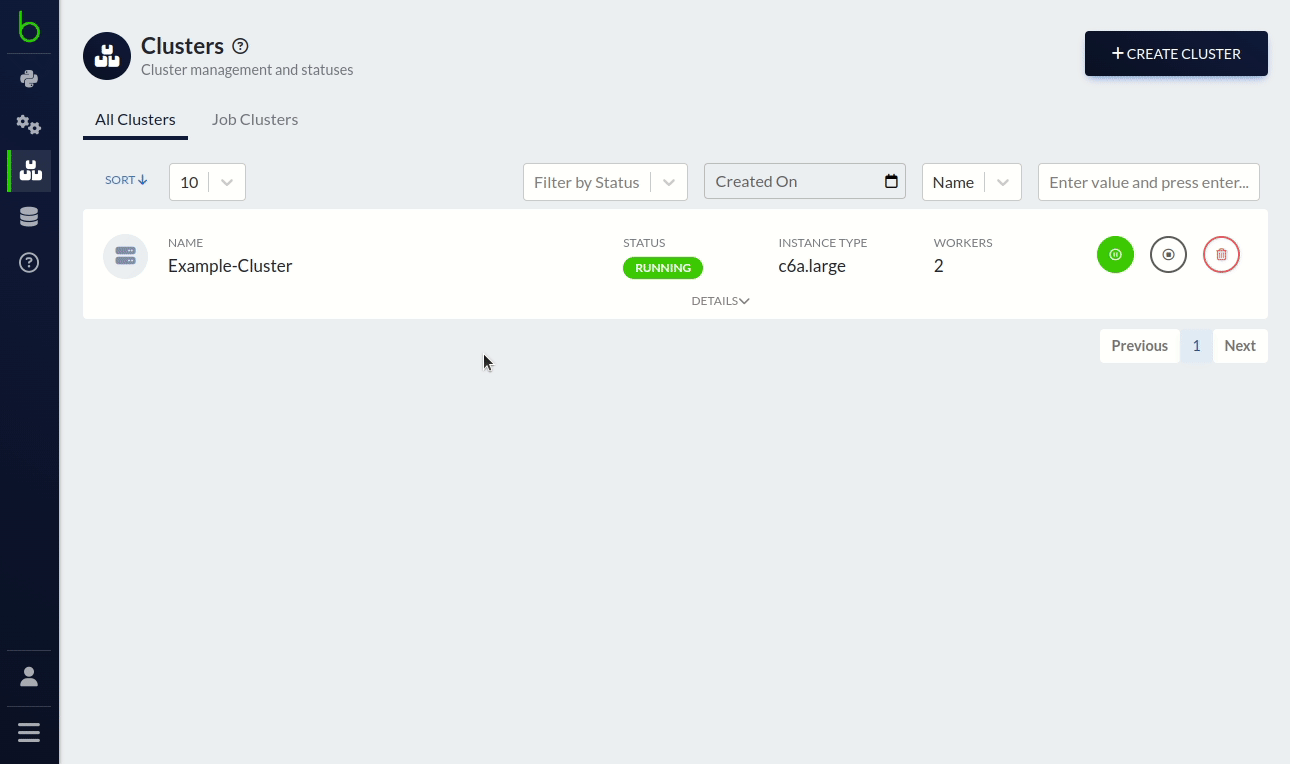 b
Clusters
Cluster management and statuses
CREATE CLUSTER
All Clusters Job Clusters
SORT 10 Filter by Status Created On Name Enter value and press enter...
NAME STATUS INSTANCE TYPE WORKERS
Example-Cluster RUNNING c6a.large 2
DETAILS
Previous 1 Next